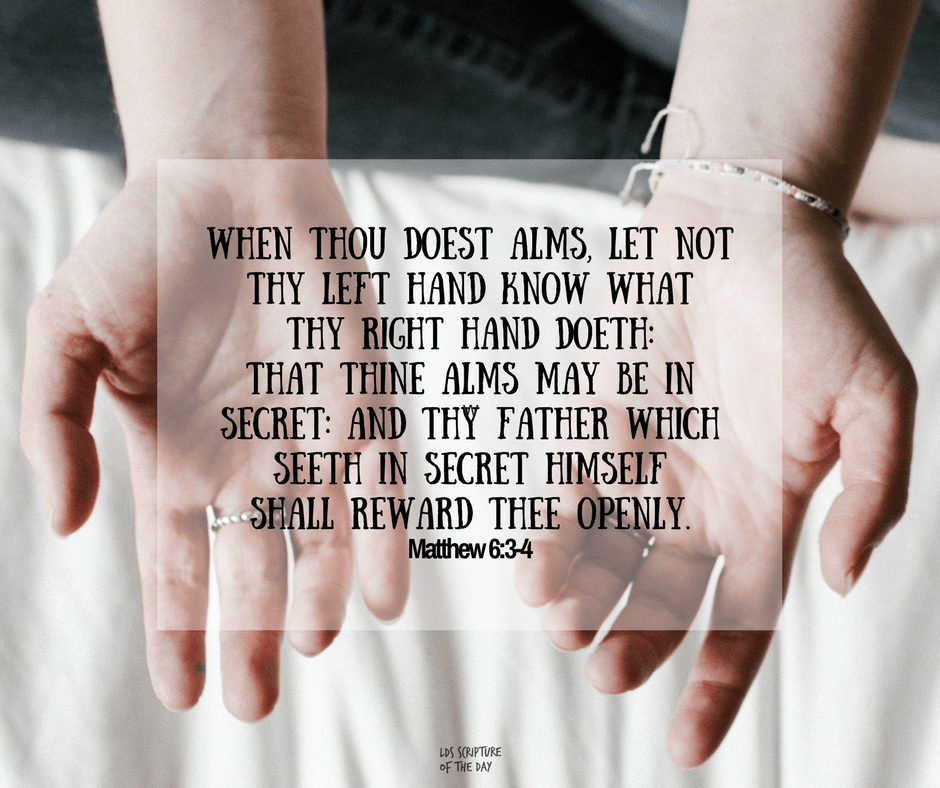 WHEN THOU DOEST ALMS, LET NOT
THY LEFT HAND KNOW WHAT
THY RIGHT HAND DOETH:
THAT THINE ALMS MAY BE IN
SECRET: AND THY FATHER WHICH
SEETH IN SECRET HIMSELF
SHALL REWARD THEE OPENLY.
Matthew 6:3-4
LDS SCRIPTURE
OF THE DAY